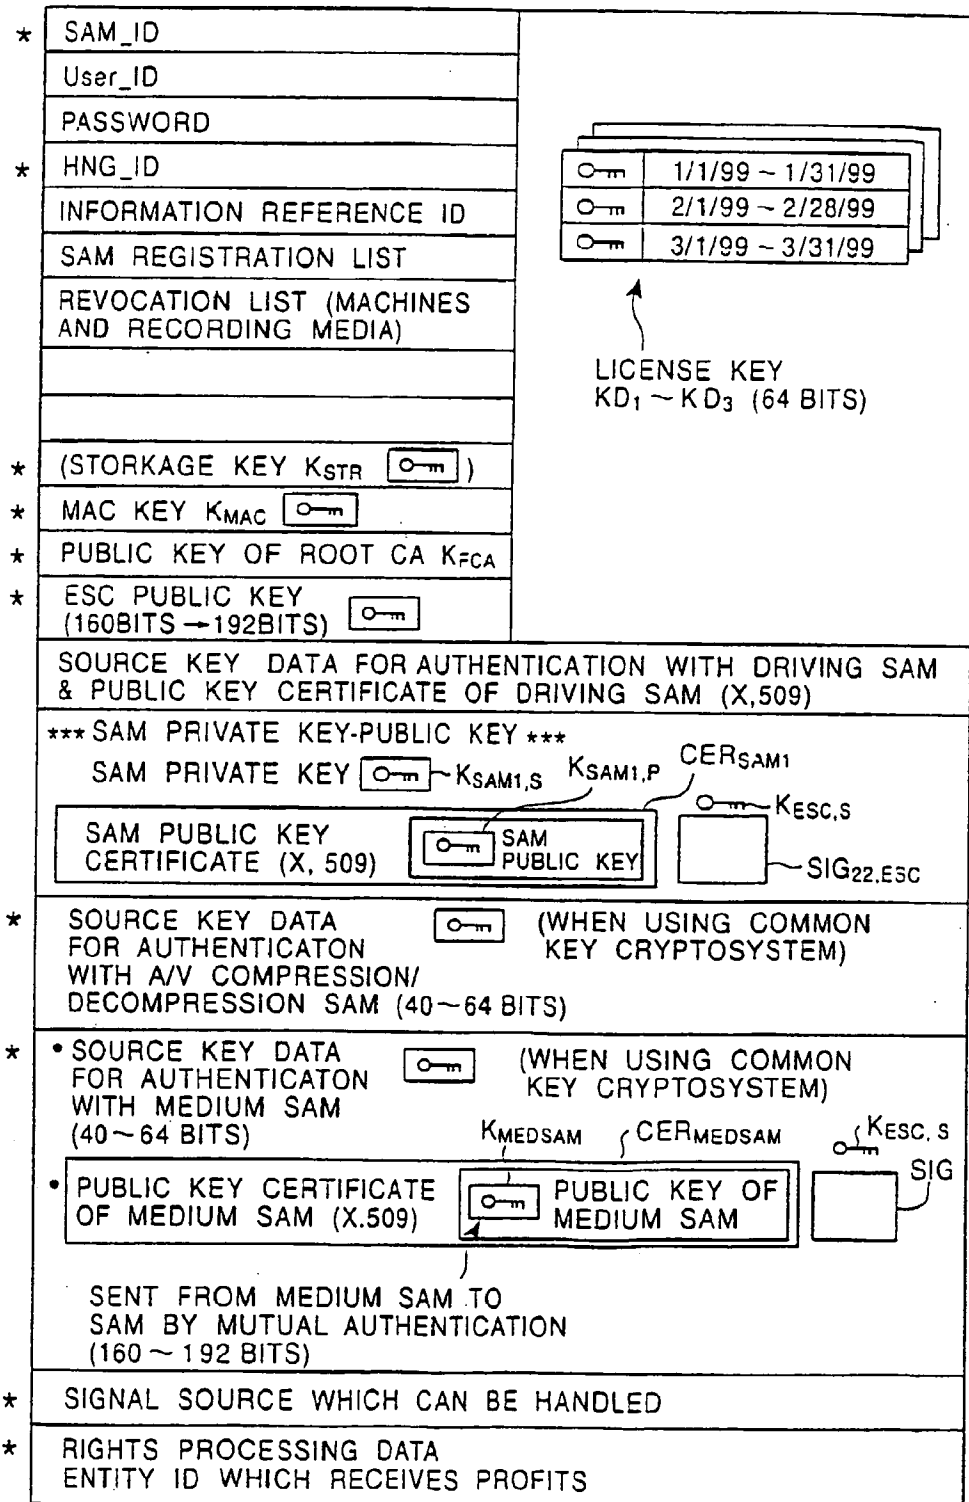 * SAM_ID
User_ID
PASSWORD
* HNG_ID
INFORMATION REFERENCE ID
SAM REGISTRATION LIST
REVOCATION LIST (MACHINES
AND RECORDING MEDIA)
1/1/99 ~ 1/31/99
2/1/99 ~ 2/28/99
3/1/99 ~ 3/31/99
LICENSE KEY
KD1 ~ KD3 (64 BITS)
* (STORKAGE KEY KSTR )
* MAC KEY KMAC
* PUBLIC KEY OF ROOT CA KFCA
* ESC PUBLIC KEY
(160BITS → 192BITS)
SOURCE KEY DATA FOR AUTHENTICATION WITH DRIVING SAM
& PUBLIC KEY CERTIFICATE OF DRIVING SAM (X,509)
*** SAM PRIVATE KEY-PUBLIC KEY ***
SAM PRIVATE KEY KSAM1,S KSAM1,P CERSAM1
KESC,S
SAM PUBLIC KEY
CERTIFICATE (X, 509)
SAM
PUBLIC KEY
SIG22,ESC
* SOURCE KEY DATA
FOR AUTHENTICATON
WITH A/V COMPRESSION/
DECOMPRESSION SAM (40~64 BITS)
(WHEN USING COMMON
KEY CRYPTOSYSTEM)
* • SOURCE KEY DATA
FOR AUTHENTICATON
WITH MEDIUM SAM
(40~64 BITS)
(WHEN USING COMMON
KEY CRYPTOSYSTEM)
KMEDSAM CERMEDSAM KESC, S
SIG
• PUBLIC KEY CERTIFICATE
OF MEDIUM SAM (X.509)
PUBLIC KEY OF
MEDIUM SAM
SENT FROM MEDIUM SAM TO
SAM BY MUTUAL AUTHENTICATION
(160 ~ 192 BITS)
* SIGNAL SOURCE WHICH CAN BE HANDLED
* RIGHTS PROCESSING DATA
ENTITY ID WHICH RECEIVES PROFITS